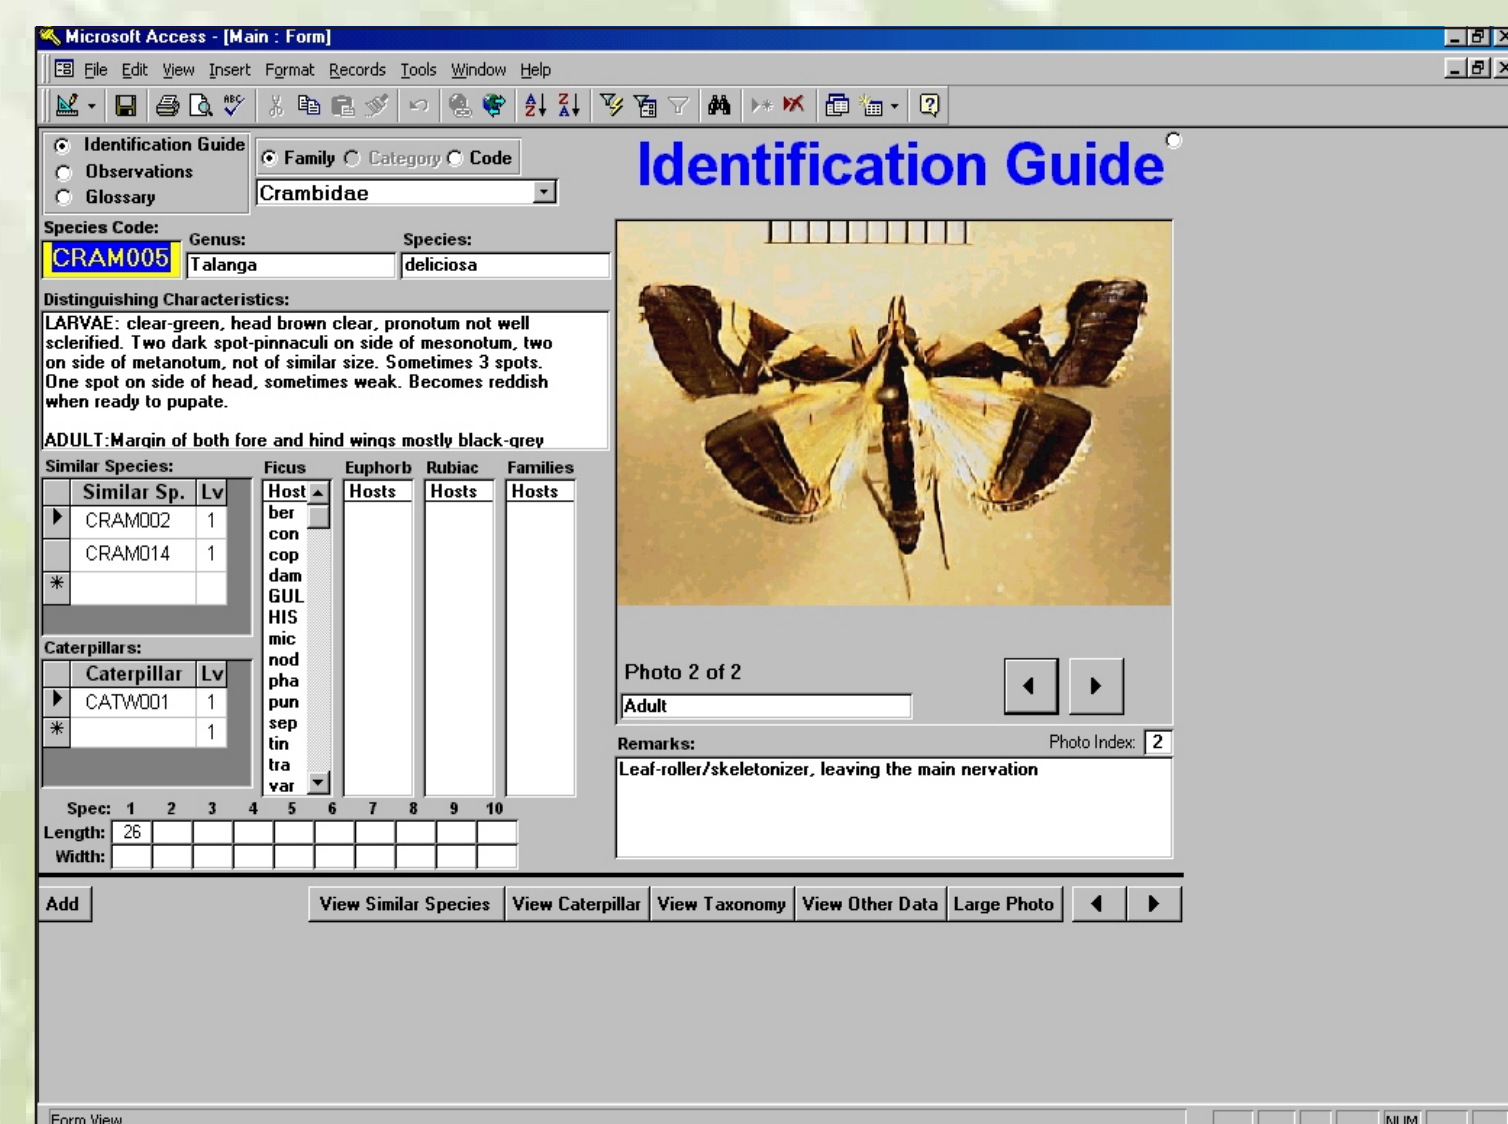 Microsoft Access - [Main : Form]
File Edit View Insert Format Records Tools Window Help
Identification Guide
Observations
Glossary
Family Category Code
Crambidae
Identification Guide
Species Code:
CRAM005
Genus:
Talanga
Species:
deliciosa
Distinguishing Characteristics:
LARVAE: clear-green, head brown clear, pronotum not well
sclerified. Two dark spot-pinnaculi on side of mesonotum, two
on side of metanotum, not of similar size. Sometimes 3 spots.
One spot on side of head, sometimes weak. Becomes reddish
when ready to pupate.
ADULT:Margin of both fore and hind wings mostly black-grey
Similar Species:
Similar Sp. Lv
CRAM002 1
CRAM014 1
Caterpillars:
Caterpillar Lv
CATW001 1
1
Ficus Euphorb Rubiac Families
Host Hosts Hosts Hosts
ber
con
cop
dam
GUL
HIS
mic
nod
pha
pun
sep
tin
tra
var
Spec: 1 2 3 4 5 6 7 8 9 10
Length: 26
Width:
Photo 2 of 2
Adult
Remarks:
Photo Index: 2
Leaf-roller/skeletonizer, leaving the main nervation
Add
View Similar Species View Caterpillar View Taxonomy View Other Data Large Photo
Form View
NUM